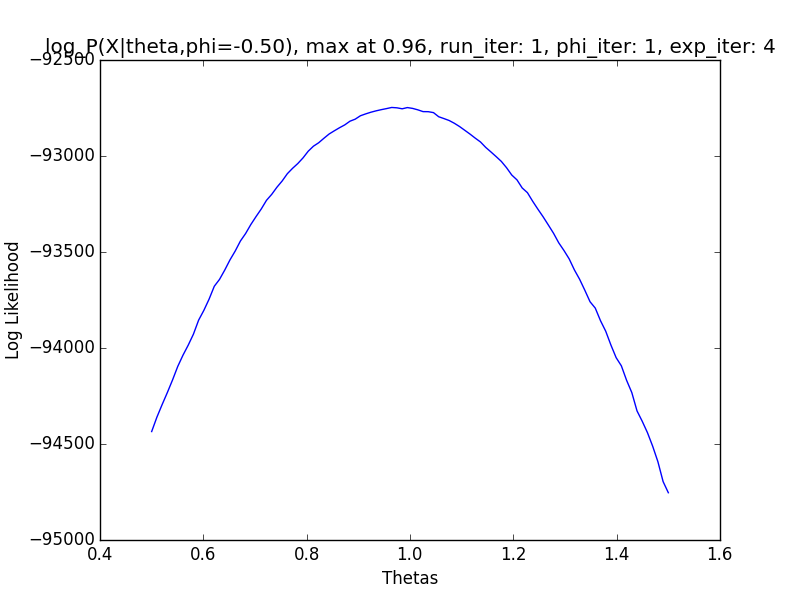 log P(X|theta,phi=-0.50), max at 0.96, run_iter: 1, phi_iter: 1, exp_iter: 4
−92500
−93000
−93500
−94000
−94500
−95000
Log Likelihood
0.4 0.6 0.8 1.0 1.2 1.4 1.6
Thetas